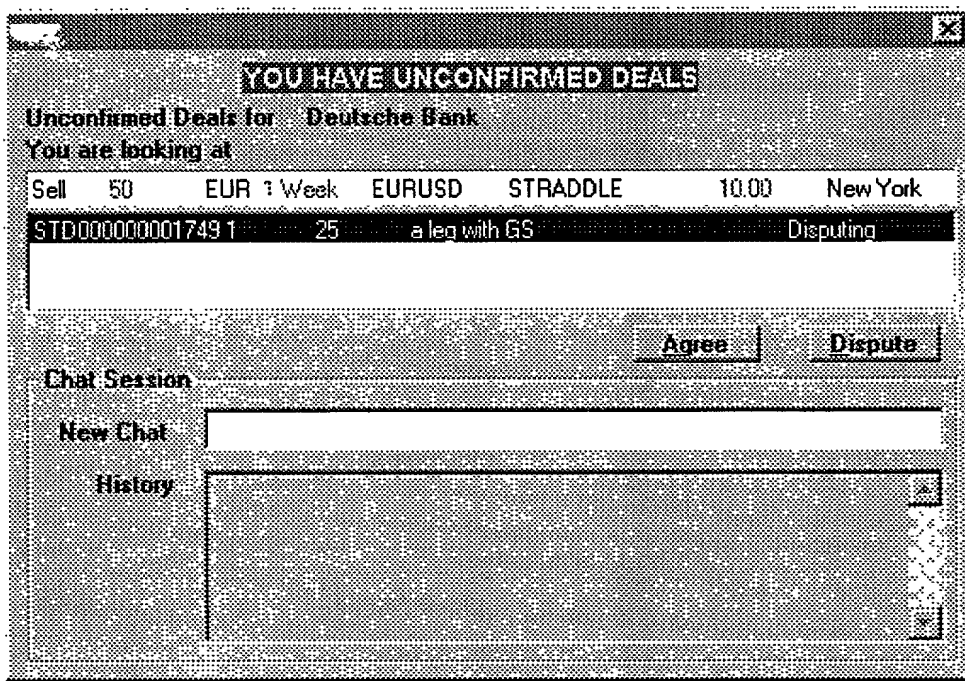 YOU HAVE UNCONFIRMED DEALS
Unconfirmed Deals for Deutsche Bank
You are looking at
Sell 50 EUR 1 Week EURUSD STRADDLE 10.00 New York
STD0000000001749 1 25 a leg with GS Disputing
Agree Dispute
Chat Session
New Chat
History